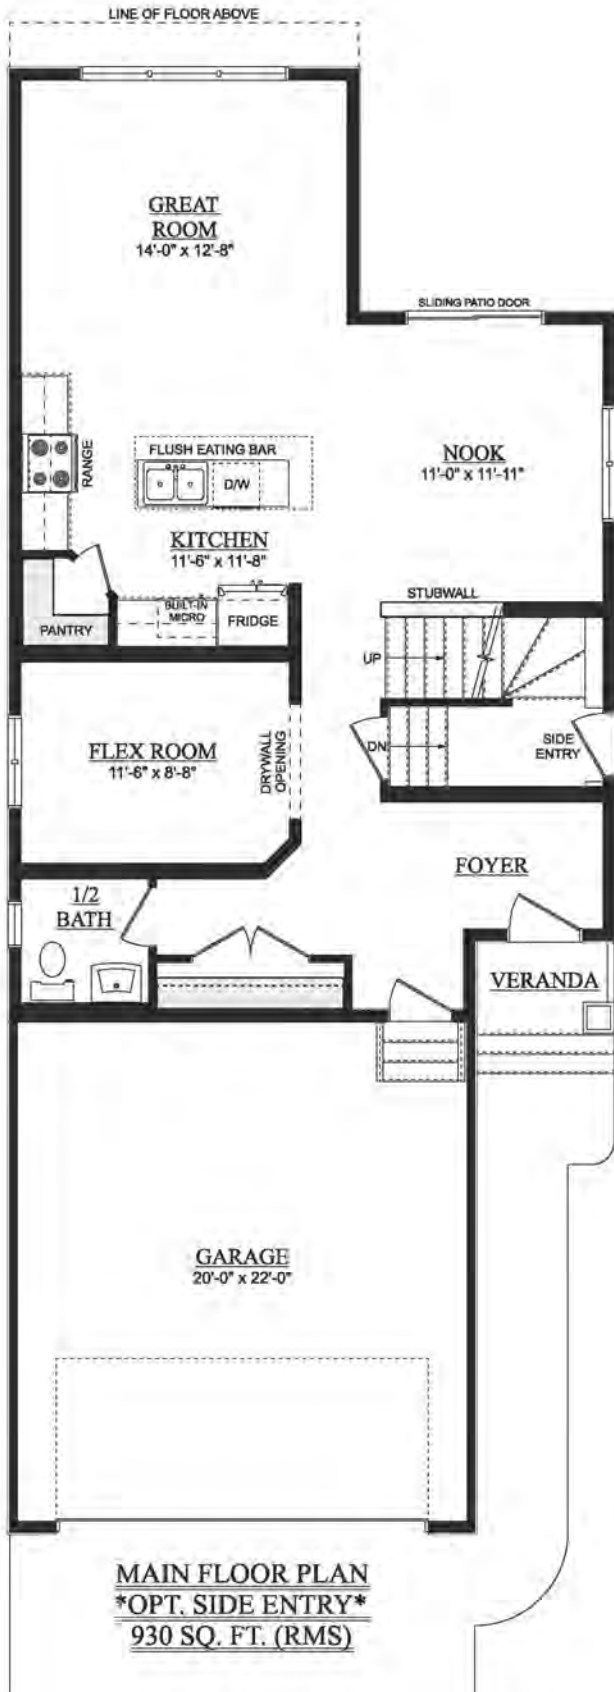 LINE OF FLOOR ABOVE
GREAT
ROOM
14'-0" x 12'-8"
SLIDING PATIO DOOR
RANGE
FLUSH EATING BAR
D/W
NOOK
11'-0" x 11'-11"
KITCHEN
11'-6" x 11'-8"
PANTRY
BUILT-IN
MICRO
FRIDGE
STUBWALL
UP
DN
SIDE
ENTRY
FLEX ROOM
11'-6" x 8'-8"
DRYWALL
OPENING
FOYER
1/2
BATH
VERANDA
GARAGE
20'-0" x 22'-0"
MAIN FLOOR PLAN
*OPT. SIDE ENTRY*
930 SQ. FT. (RMS)